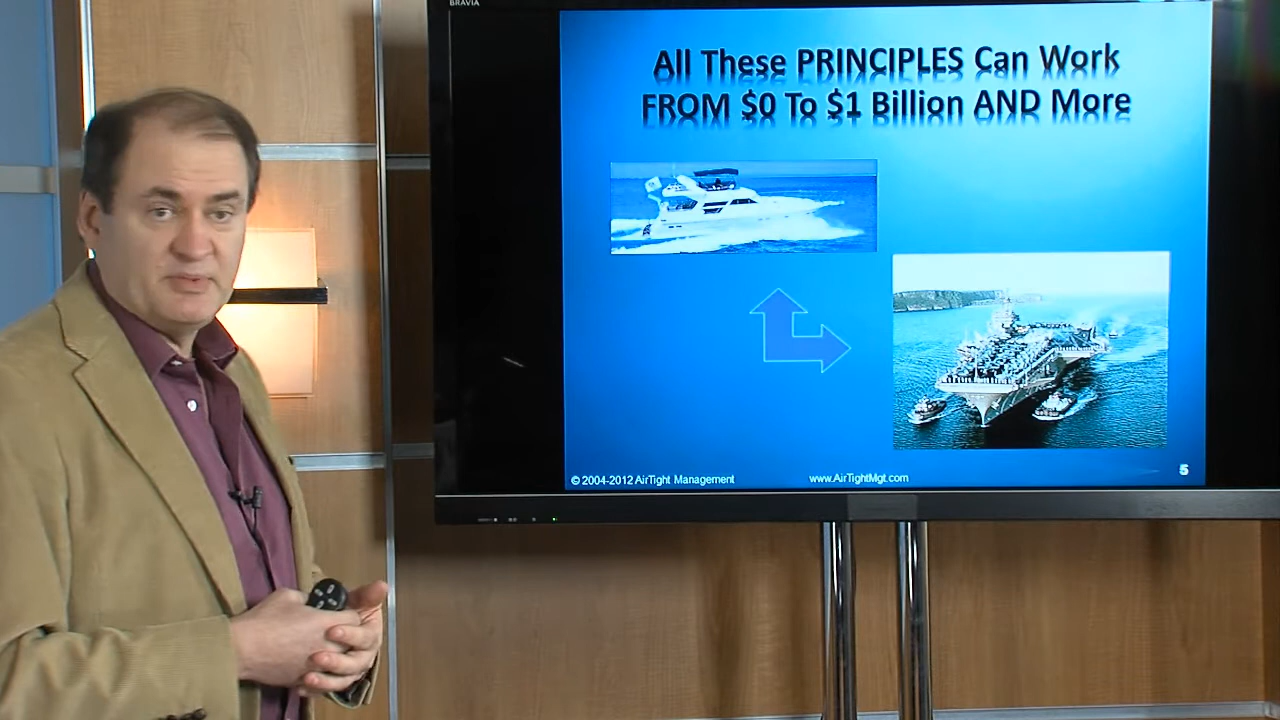 BRAVIA
All These PRINCIPLES Can Work
FROM $0 To $1 Billion AND More
© 2004-2012 AirTight Management
www.AirTightMgt.com
5